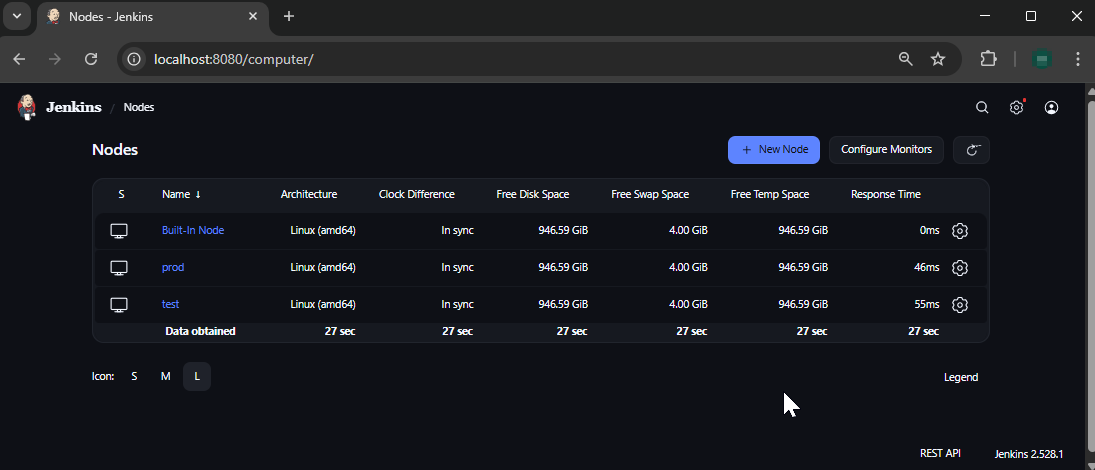 Nodes - Jenkins
localhost:8080/computer/
Jenkins / Nodes
Nodes
+ New Node
Configure Monitors
S Name ↓ Architecture Clock Difference Free Disk Space Free Swap Space Free Temp Space Response Time
Built-In Node Linux (amd64) In sync 946.59 GiB 4.00 GiB 946.59 GiB 0ms
prod Linux (amd64) In sync 946.59 GiB 4.00 GiB 946.59 GiB 46ms
test Linux (amd64) In sync 946.59 GiB 4.00 GiB 946.59 GiB 55ms
Data obtained 27 sec 27 sec 27 sec 27 sec 27 sec 27 sec
Icon: S M L Legend
REST API Jenkins 2.528.1